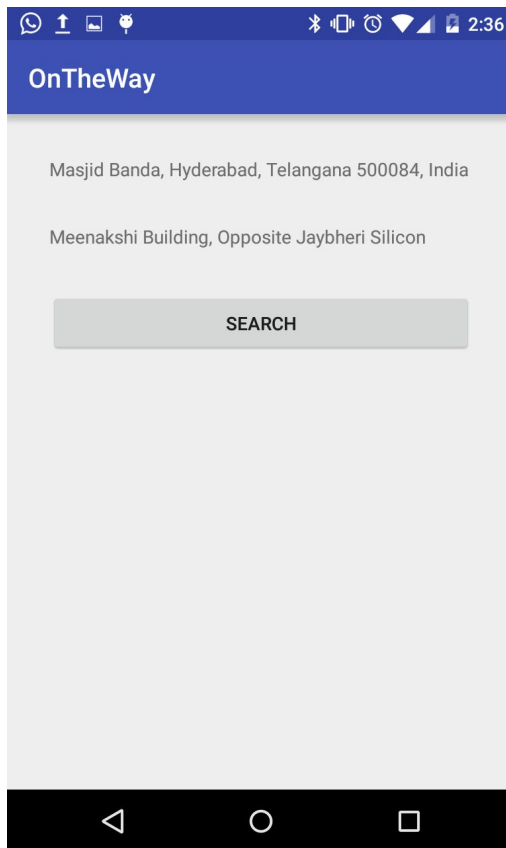 2:36
OnTheWay
Masjid Banda, Hyderabad, Telangana 500084, India
Meenakshi Building, Opposite Jaybheri Silicon
SEARCH